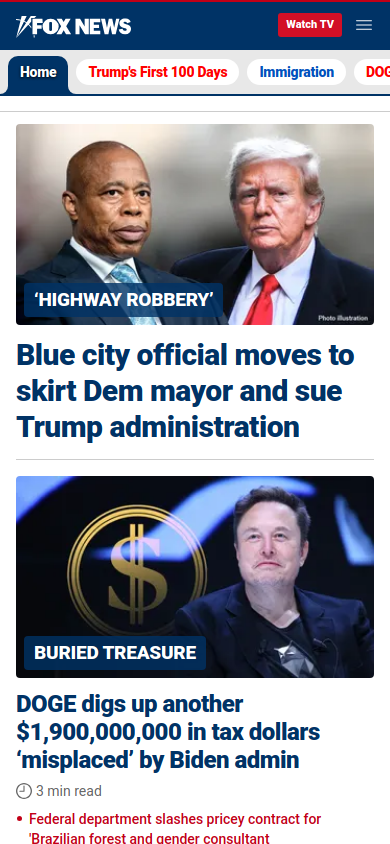 FOX NEWS
Watch TV
Home
Trump's First 100 Days
Immigration
DOG
‘HIGHWAY ROBBERY’
Photo Illustration
Blue city official moves to
skirt Dem mayor and sue
Trump administration
$
BURIED TREASURE
DOGE digs up another
$1,900,000,000 in tax dollars
‘misplaced’ by Biden admin
3 min read
Federal department slashes pricey contract for
'Brazilian forest and gender consultant